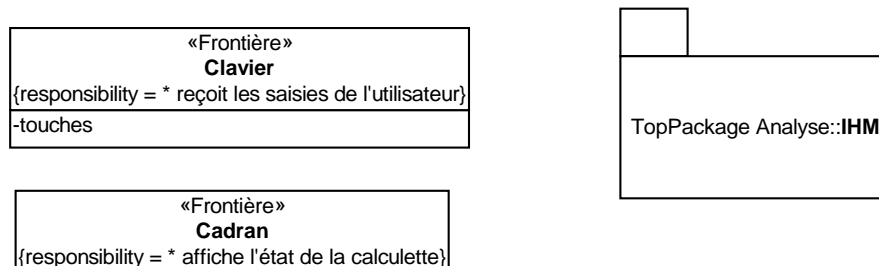 «Frontière»
Clavier
{responsibility = * reçoit les saisies de l'utilisateur}
-touches
TopPackage Analyse::IHM
«Frontière»
Cadran
{responsibility = * affiche l'état de la calculette}